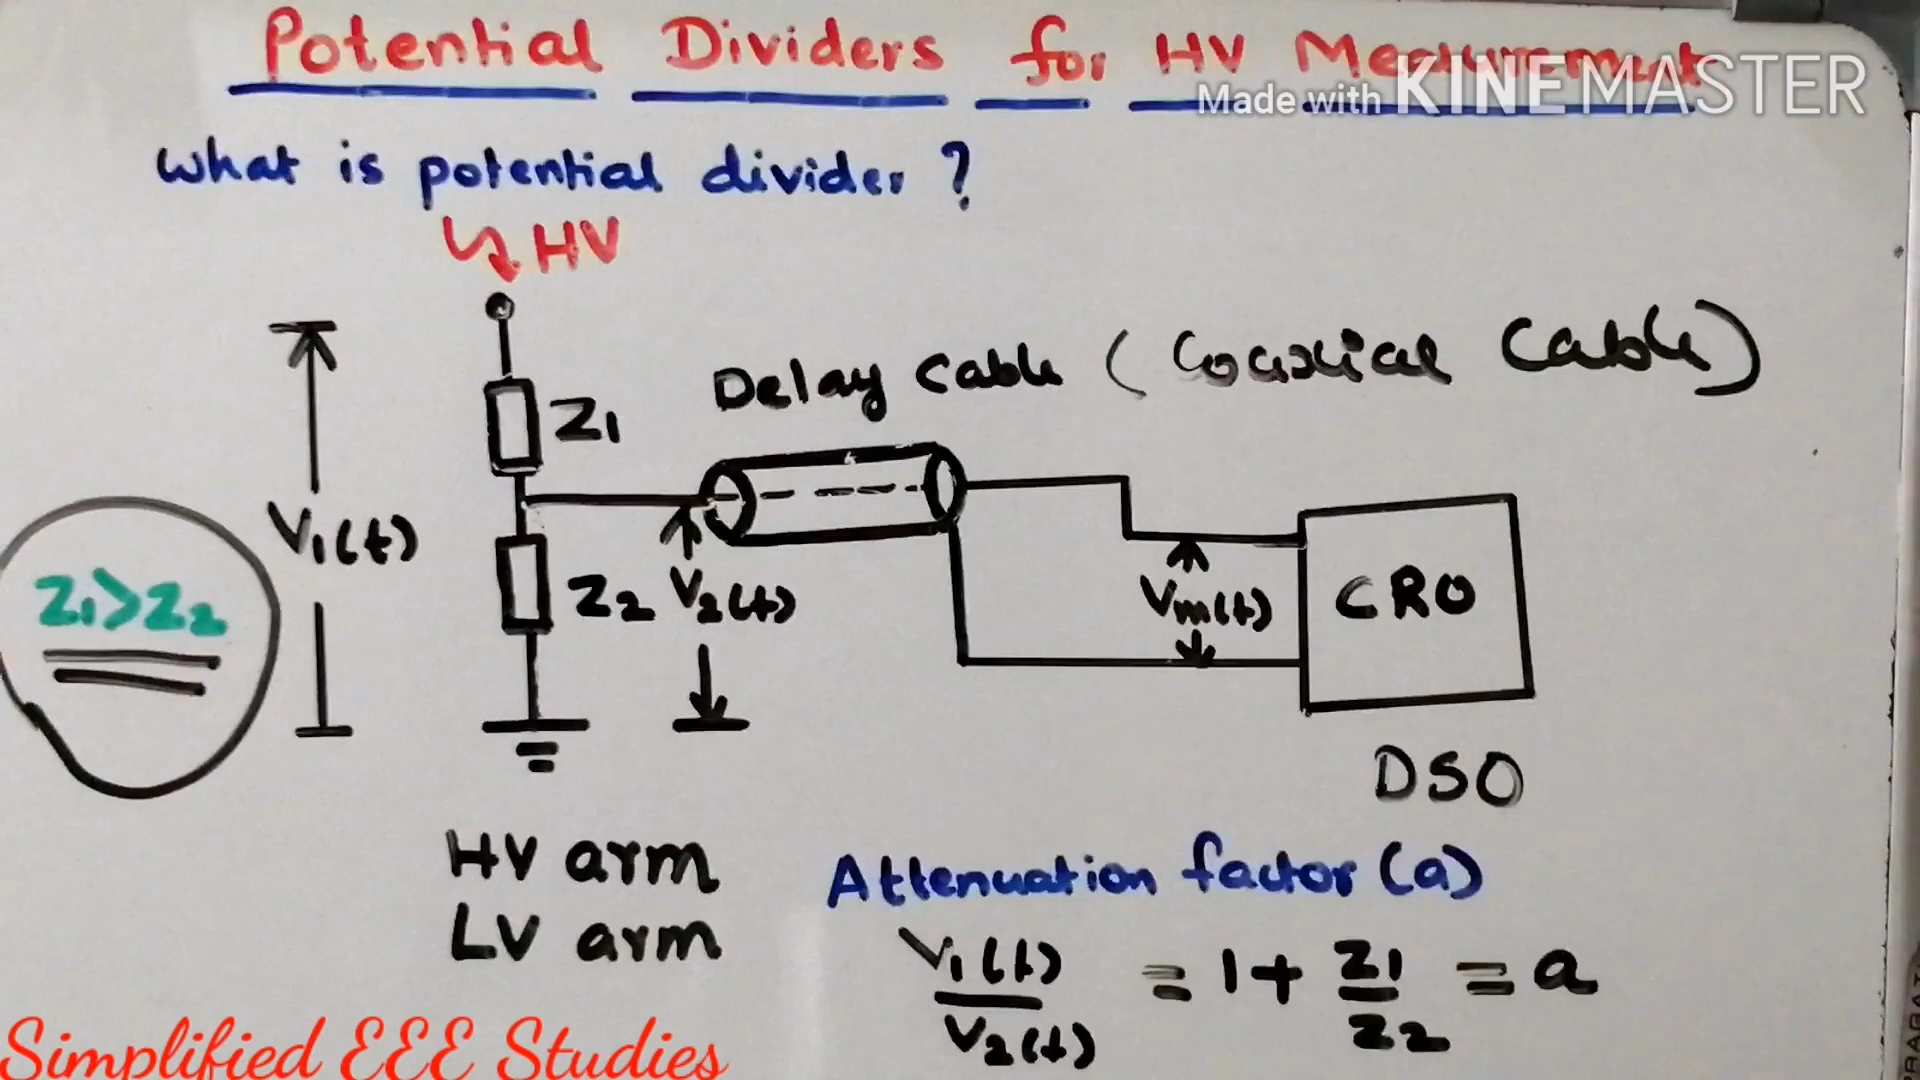 Potential Dividers for HV Measurement
Made with KINEMASTER
What is potential divider ?
HV
Z1
Delay Cable (Coaxial Cable)
V1(t)
Z1>Z2
Z2
V2(t)
Vm(t)
CRO
DSO
HV arm
LV arm
Attenuation factor (a)
V1(t)/V2(t) = 1 + Z1/Z2 = a
Simplified EEE Studies